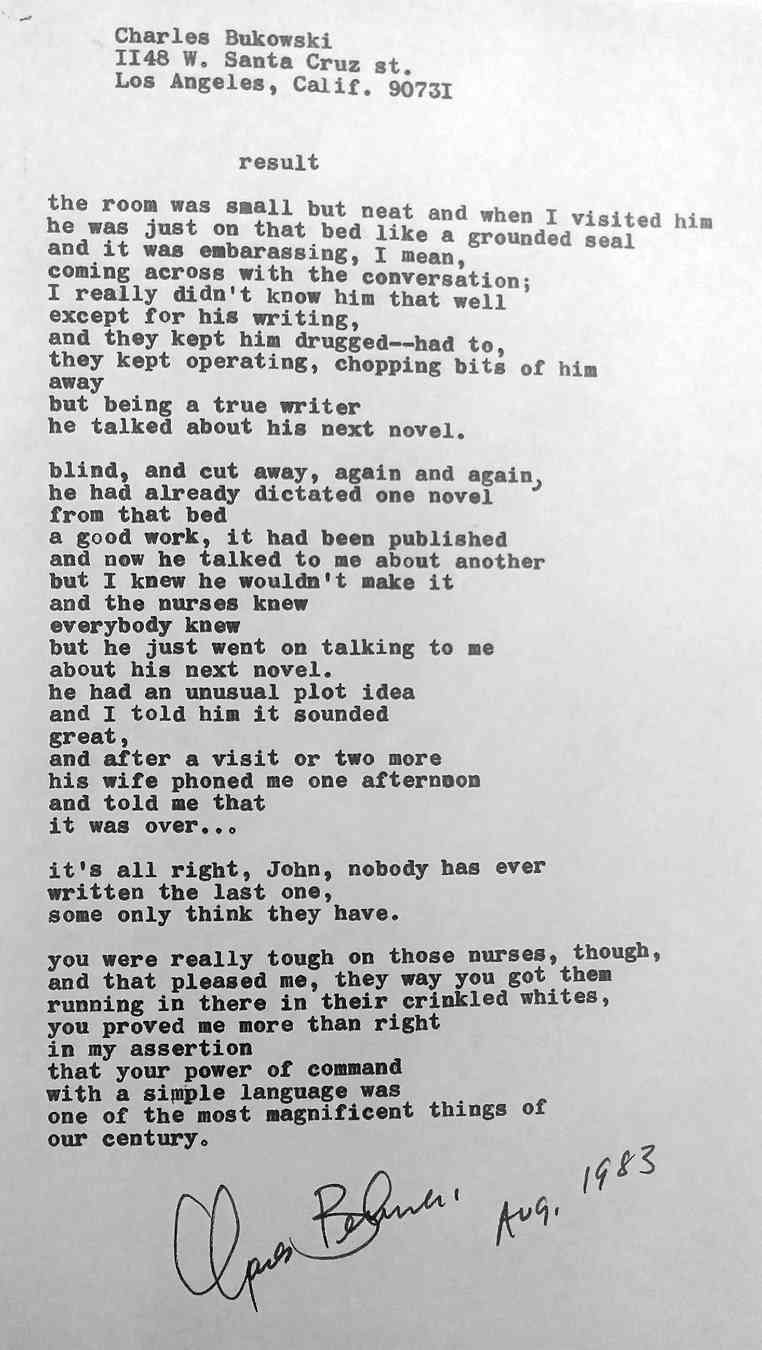 Charles Bukowski
II48 W. Santa Cruz st.
Los Angeles, Calif. 9073I
result
the room was small but neat and when I visited him
he was just on that bed like a grounded seal
and it was embarassing, I mean,
coming across with the conversation;
I really didn't know him that well
except for his writing,
and they kept him drugged--had to,
they kept operating, chopping bits of him
away
but being a true writer
he talked about his next novel.
blind, and cut away, again and again,
he had already dictated one novel
from that bed
a good work, it had been published
and now he talked to me about another
but I knew he wouldn't make it
and the nurses knew
everybody knew
but he just went on talking to me
about his next novel.
he had an unusual plot idea
and I told him it sounded
great,
and after a visit or two more
his wife phoned me one afternoon
and told me that
it was over...
it's all right, John, nobody has ever
written the last one,
some only think they have.
you were really tough on those nurses, though,
and that pleased me, they way you got them
running in there in their crinkled whites,
you proved me more than right
in my assertion
that your power of command
with a simple language was
one of the most magnificent things of
our century.
Charles Bukowski Aug. 1983